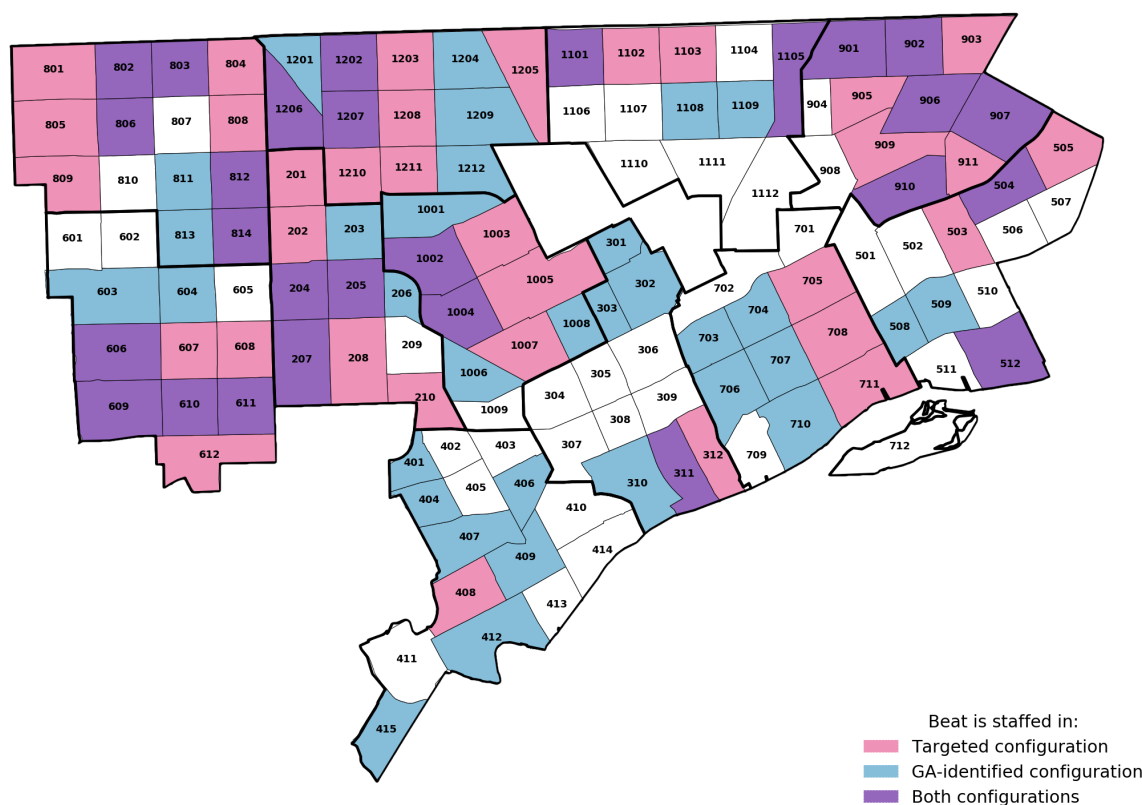 801 802 803 804 1201 1202 1203 1204 1205 1101 1102 1103 1104 1105 901 902 903
805 806 807 808 1206 1207 1208 1209 1106 1107 1108 1109 904 905 906 907
809 810 811 812 201 1210 1211 1212 1110 1111 1112 908 909 910 911 504 505
601 602 813 814 202 203 1001 1002 1003 301 701 501 502 503 506 507
603 604 605 204 205 206 1004 1005 1008 303 302 702 703 704 705 508 509 510
606 607 608 207 208 209 1006 1007 304 305 306 706 707 708 511 512
609 610 611 210 1009 307 308 309 709 710 711
612 401 402 403 310 311 312 712
404 405 406 410
407 409 414
408 413
411 412
415
Beat is staffed in:
Targeted configuration
GA-identified configuration
Both configurations